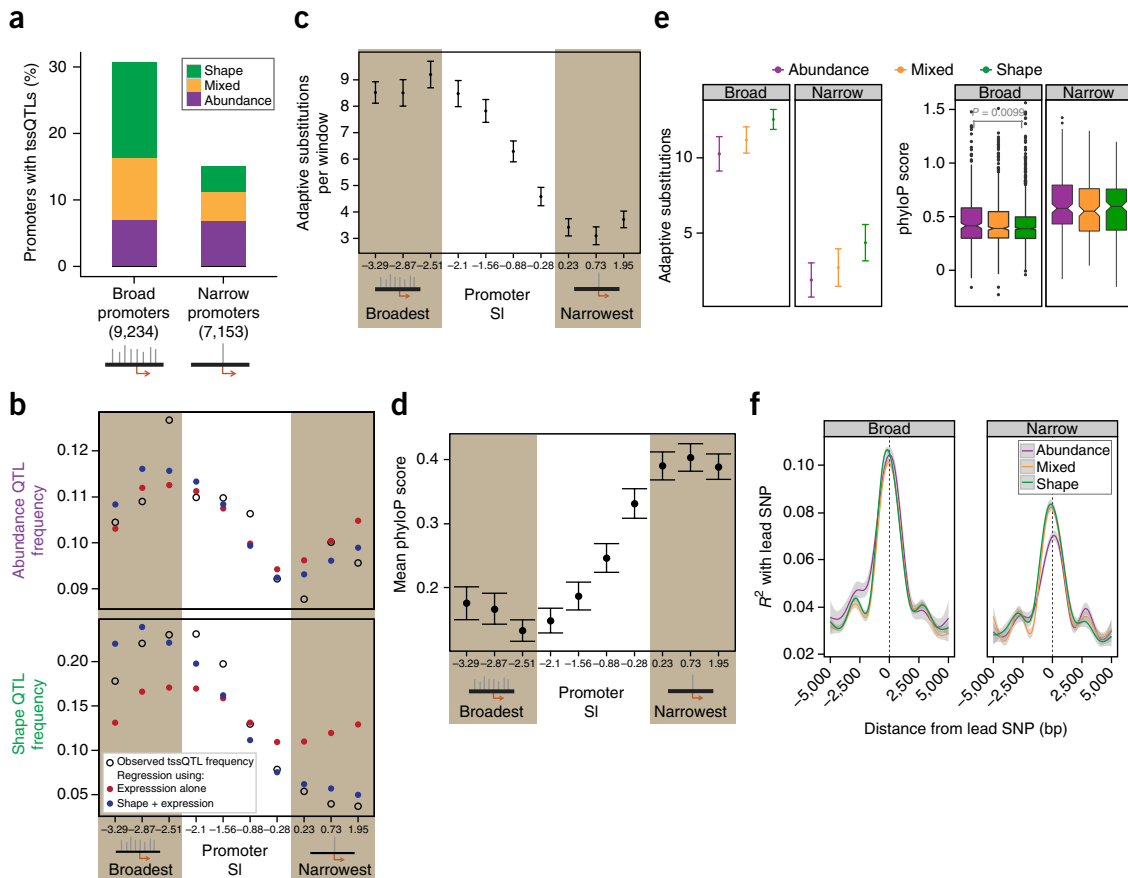 a
Promoters with tssQTLs (%)
30
20
10
0
Shape
Mixed
Abundance
Broad
promoters
(9,234)
Narrow
promoters
(7,153)
b
Abundance QTL
frequency
0.12
0.11
0.10
0.09
Shape QTL
frequency
0.20
0.15
0.10
0.05
Observed tssQTL frequency
Regression using:
Expresssion alone
Shape + expression
−3.29 −2.87 −2.51 −2.1 −1.56 −0.88 −0.28 0.23 0.73 1.95
Broadest
Promoter
SI
Narrowest
c
Adaptive substitutions
per window
9
8
7
6
5
4
3
−3.29 −2.87 −2.51 −2.1 −1.56 −0.88 −0.28 0.23 0.73 1.95
Broadest
Promoter
SI
Narrowest
d
Mean phyloP score
0.4
0.3
0.2
−3.29 −2.87 −2.51 −2.1 −1.56 −0.88 −0.28 0.23 0.73 1.95
Broadest
Promoter
SI
Narrowest
e
Abundance Mixed Shape
Broad Narrow
Adaptive substitutions
10
5
Broad Narrow
P = 0.0099
phyloP score
1.5
1.0
0.5
0
f
Broad Narrow
Abundance
Mixed
Shape
R² with lead SNP
0.10
0.08
0.06
0.04
0.02
−5,000 −2,500 0 2,500 5,000
−5,000 −2,500 0 2,500 5,000
Distance from lead SNP (bp)